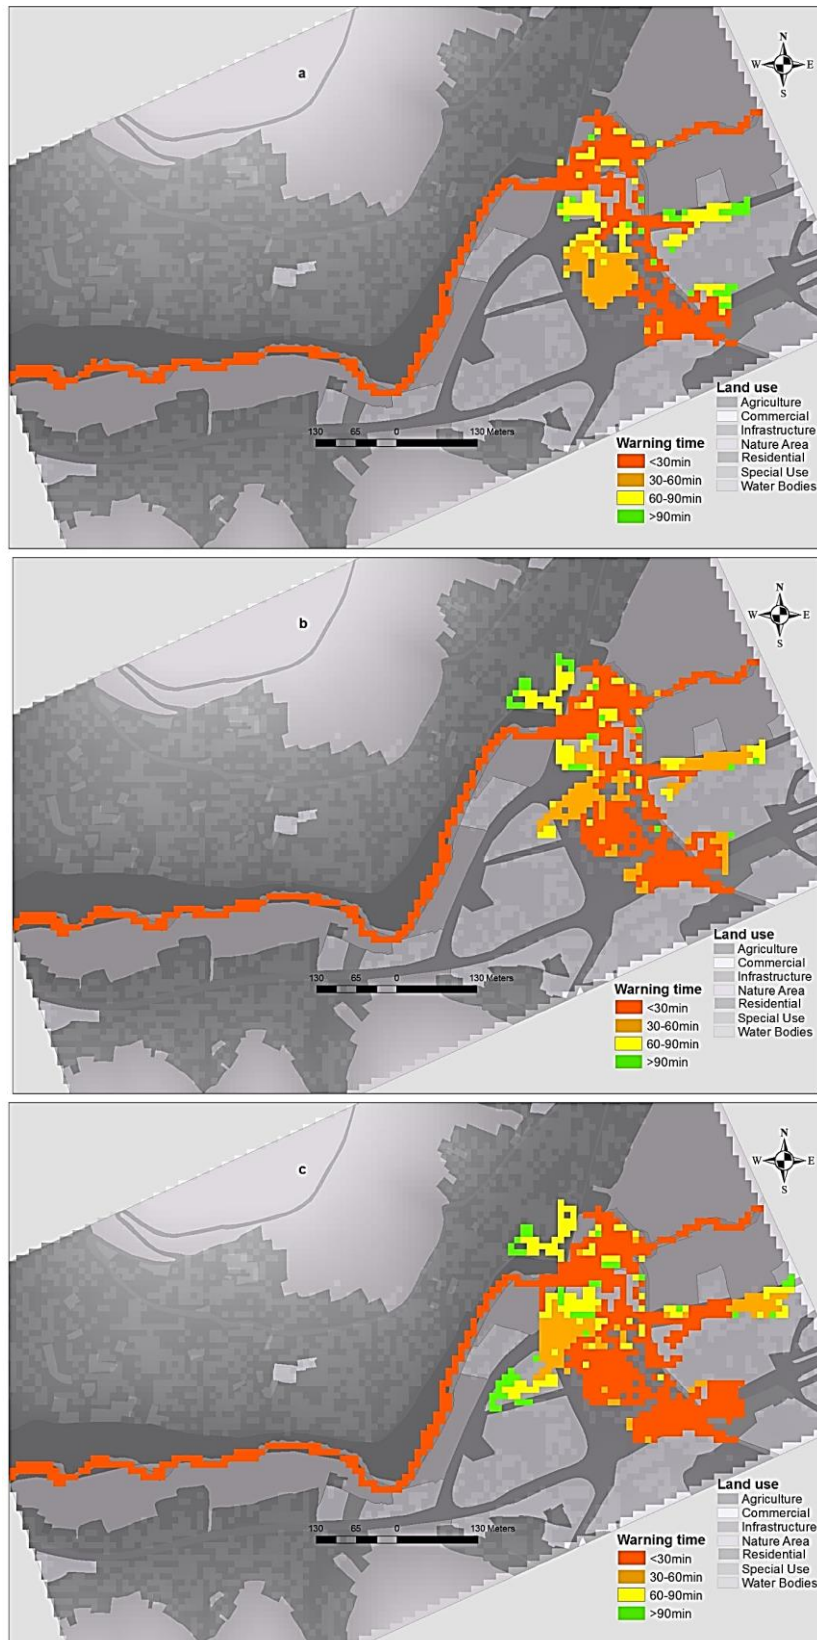 a
N
W E
S
Land use
Agriculture
Commercial
Infrastructure
Nature Area
Residential
Special Use
Water Bodies
130 65 0 130 Meters
Warning time
<30min
30-60min
60-90min
>90min
b
N
W E
S
Land use
Agriculture
Commercial
Infrastructure
Nature Area
Residential
Special Use
Water Bodies
130 65 0 130 Meters
Warning time
<30min
30-60min
60-90min
>90min
c
N
W E
S
Land use
Agriculture
Commercial
Infrastructure
Nature Area
Residential
Special Use
Water Bodies
130 65 0 130 Meters
Warning time
<30min
30-60min
60-90min
>90min